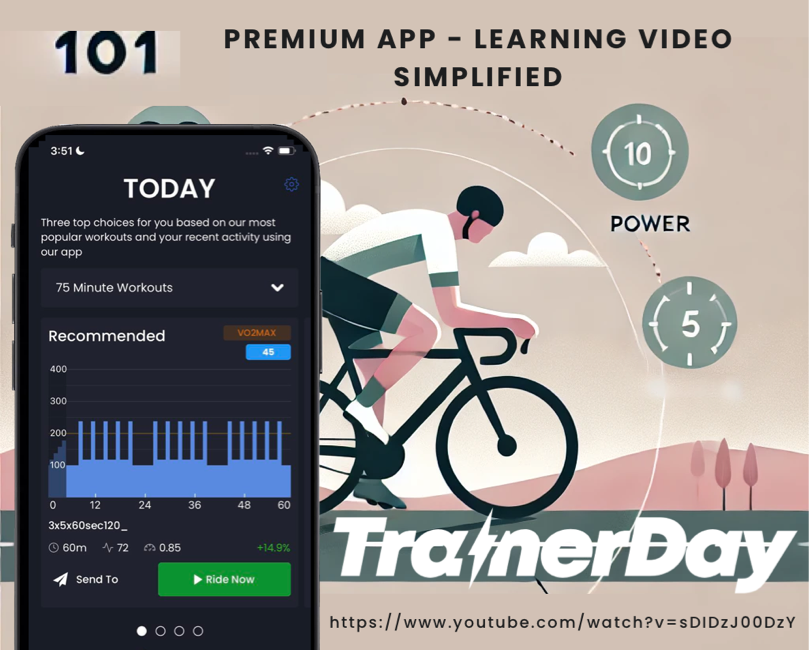 101
PREMIUM APP - LEARNING VIDEO
SIMPLIFIED
3:51
TODAY
Three top choices for you based on our most
popular workouts and your recent activity using
our app
75 Minute Workouts
Recommended
VO2MAX
45
400
300
200
100
0 12 24 36 48 60
3x5x60sec120_
60m 72 0.85 +14.9%
Send To
Ride Now
10
POWER
5
TrainerDay
https://www.youtube.com/watch?v=sDIDzJ00DzY